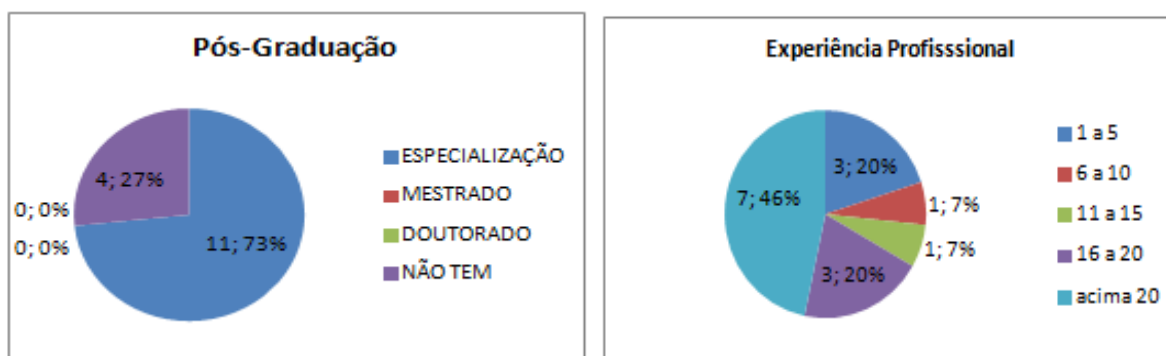 Pós-Graduação
4; 27%
0; 0%
0; 0%
11; 73%
ESPECIALIZAÇÃO
MESTRADO
DOUTORADO
NÃO TEM
Experiência Profisssional
3; 20%
7; 46%
1; 7%
1; 7%
3; 20%
1 a 5
6 a 10
11 a 15
16 a 20
acima 20